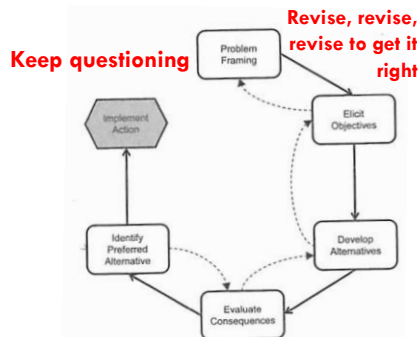 Revise, revise,
revise to get it
right
Keep questioning
Problem
Framing
Elicit
Objectives
Develop
Alternatives
Evaluate
Consequences
Identify
Preferred
Alternative
Implement
Action